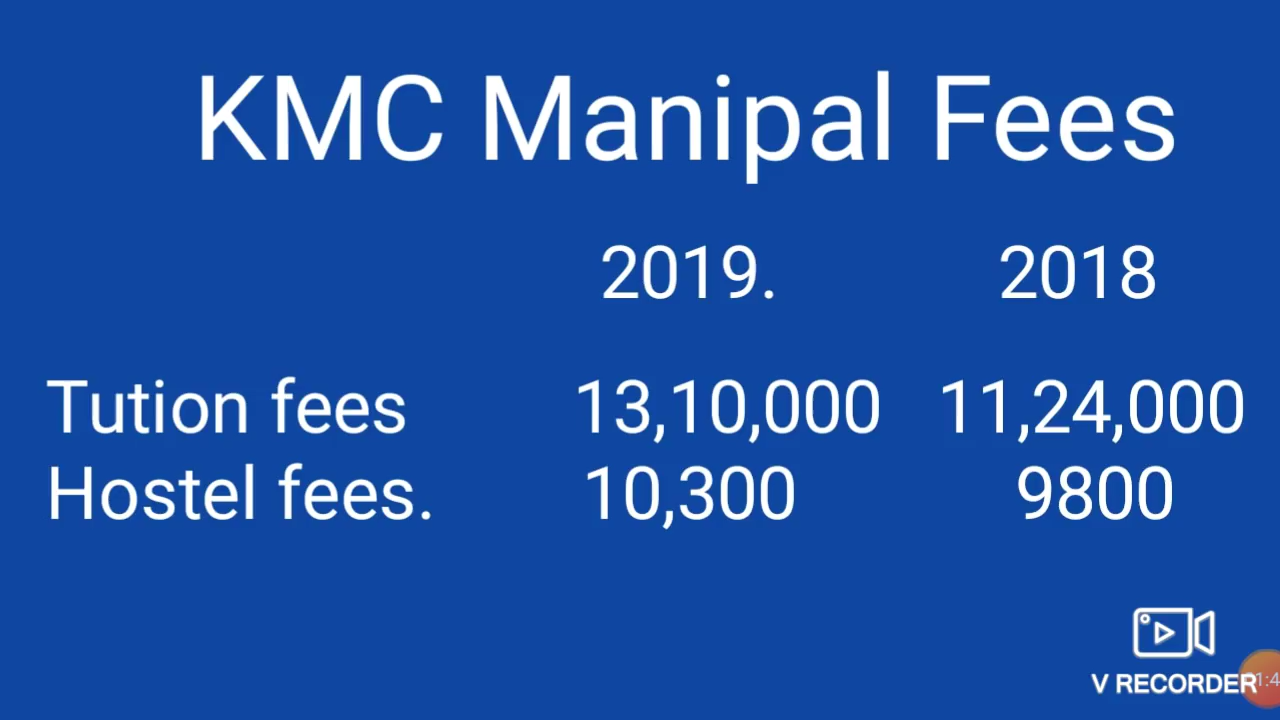 KMC Manipal Fees
2019. 2018
Tution fees 13,10,000 11,24,000
Hostel fees. 10,300 9800
V RECORDER